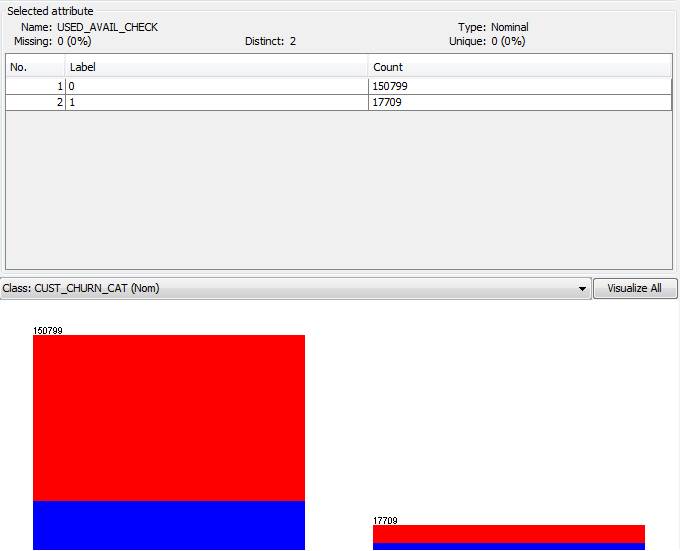 Selected attribute
Name: USED_AVAIL_CHECK Type: Nominal
Missing: 0 (0%) Distinct: 2 Unique: 0 (0%)
No. Label Count
1 0 150799
2 1 17709
Class: CUST_CHURN_CAT (Nom) Visualize All
150799
17709